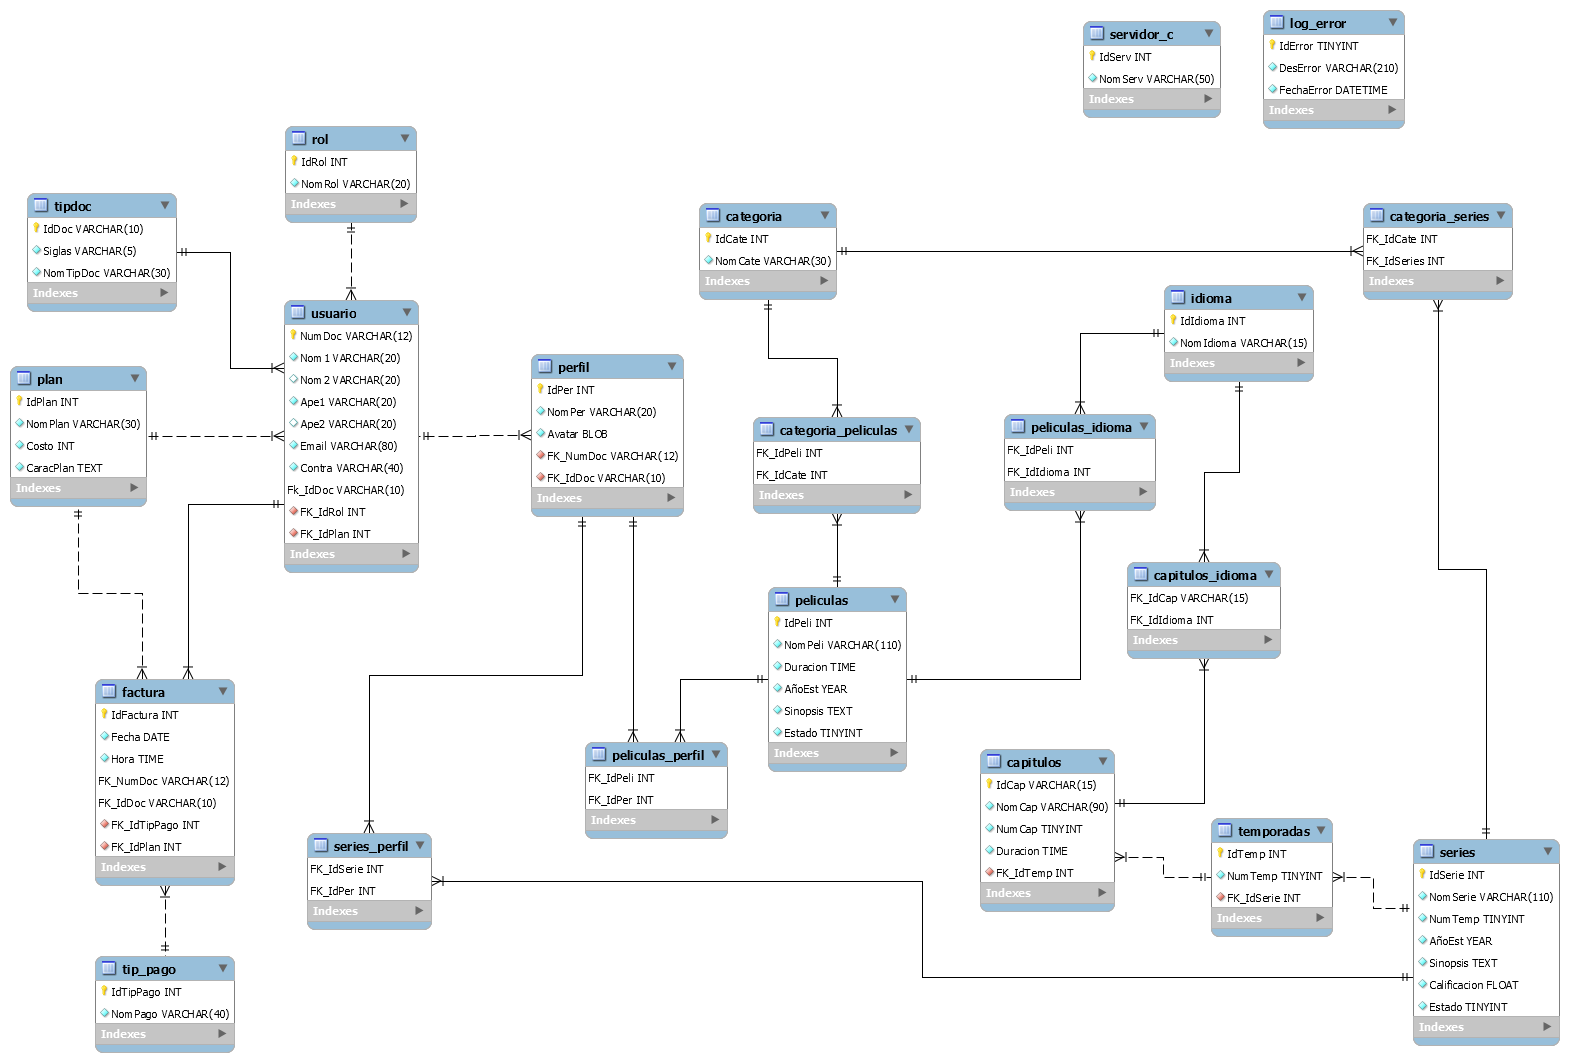 servidor_c
IdServ INT
NomServ VARCHAR(50)
Indexes
log_error
IdError TINYINT
DesError VARCHAR(210)
FechaError DATETIME
Indexes
rol
IdRol INT
NomRol VARCHAR(20)
Indexes
tipdoc
IdDoc VARCHAR(10)
Siglas VARCHAR(5)
NomTipDoc VARCHAR(30)
Indexes
categoria
IdCate INT
NomCate VARCHAR(30)
Indexes
categoria_series
FK_IdCate INT
FK_IdSeries INT
Indexes
idioma
IdIdioma INT
NomIdioma VARCHAR(15)
Indexes
usuario
NumDoc VARCHAR(12)
Nom1 VARCHAR(20)
Nom2 VARCHAR(20)
Ape1 VARCHAR(20)
Ape2 VARCHAR(20)
Email VARCHAR(80)
Contra VARCHAR(40)
Fk_IdDoc VARCHAR(10)
FK_IdRol INT
FK_IdPlan INT
Indexes
plan
IdPlan INT
NomPlan VARCHAR(30)
Costo INT
CaracPlan TEXT
Indexes
perfil
IdPer INT
NomPer VARCHAR(20)
Avatar BLOB
FK_NumDoc VARCHAR(12)
FK_IdDoc VARCHAR(10)
Indexes
categoria_peliculas
FK_IdPeli INT
FK_IdCate INT
Indexes
peliculas_idioma
FK_IdPeli INT
FK_IdIdioma INT
Indexes
capitulos_idioma
FK_IdCap VARCHAR(15)
FK_IdIdioma INT
Indexes
peliculas
IdPeli INT
NomPeli VARCHAR(110)
Duracion TIME
AñoEst YEAR
Sinopsis TEXT
Estado TINYINT
Indexes
factura
IdFactura INT
Fecha DATE
Hora TIME
FK_NumDoc VARCHAR(12)
FK_IdDoc VARCHAR(10)
FK_IdTipPago INT
FK_IdPlan INT
Indexes
peliculas_perfil
FK_IdPeli INT
FK_IdPer INT
Indexes
capitulos
IdCap VARCHAR(15)
NomCap VARCHAR(90)
NumCap TINYINT
Duracion TIME
FK_IdTemp INT
Indexes
temporadas
IdTemp INT
NumTemp TINYINT
FK_IdSerie INT
Indexes
series_perfil
FK_IdSerie INT
FK_IdPer INT
Indexes
series
IdSerie INT
NomSerie VARCHAR(110)
NumTemp TINYINT
AñoEst YEAR
Sinopsis TEXT
Calificacion FLOAT
Estado TINYINT
Indexes
tip_pago
IdTipPago INT
NomPago VARCHAR(40)
Indexes